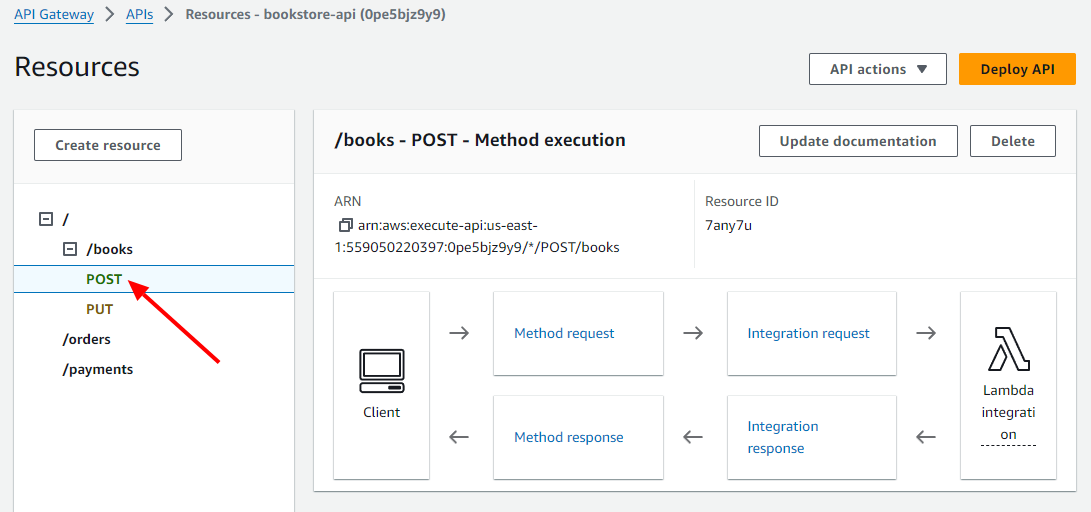 API Gateway > APIs > Resources - bookstore-api (0pe5bjz9y9)
Resources
API actions ▼
Deploy API
Create resource
/
/books
POST
PUT
/orders
/payments
/books - POST - Method execution
Update documentation
Delete
ARN
arn:aws:execute-api:us-east-
1:559050220397:0pe5bjz9y9/*/POST/books
Resource ID
7any7u
Client
Method request
Integration request
Lambda
integrati
on
Method response
Integration
response